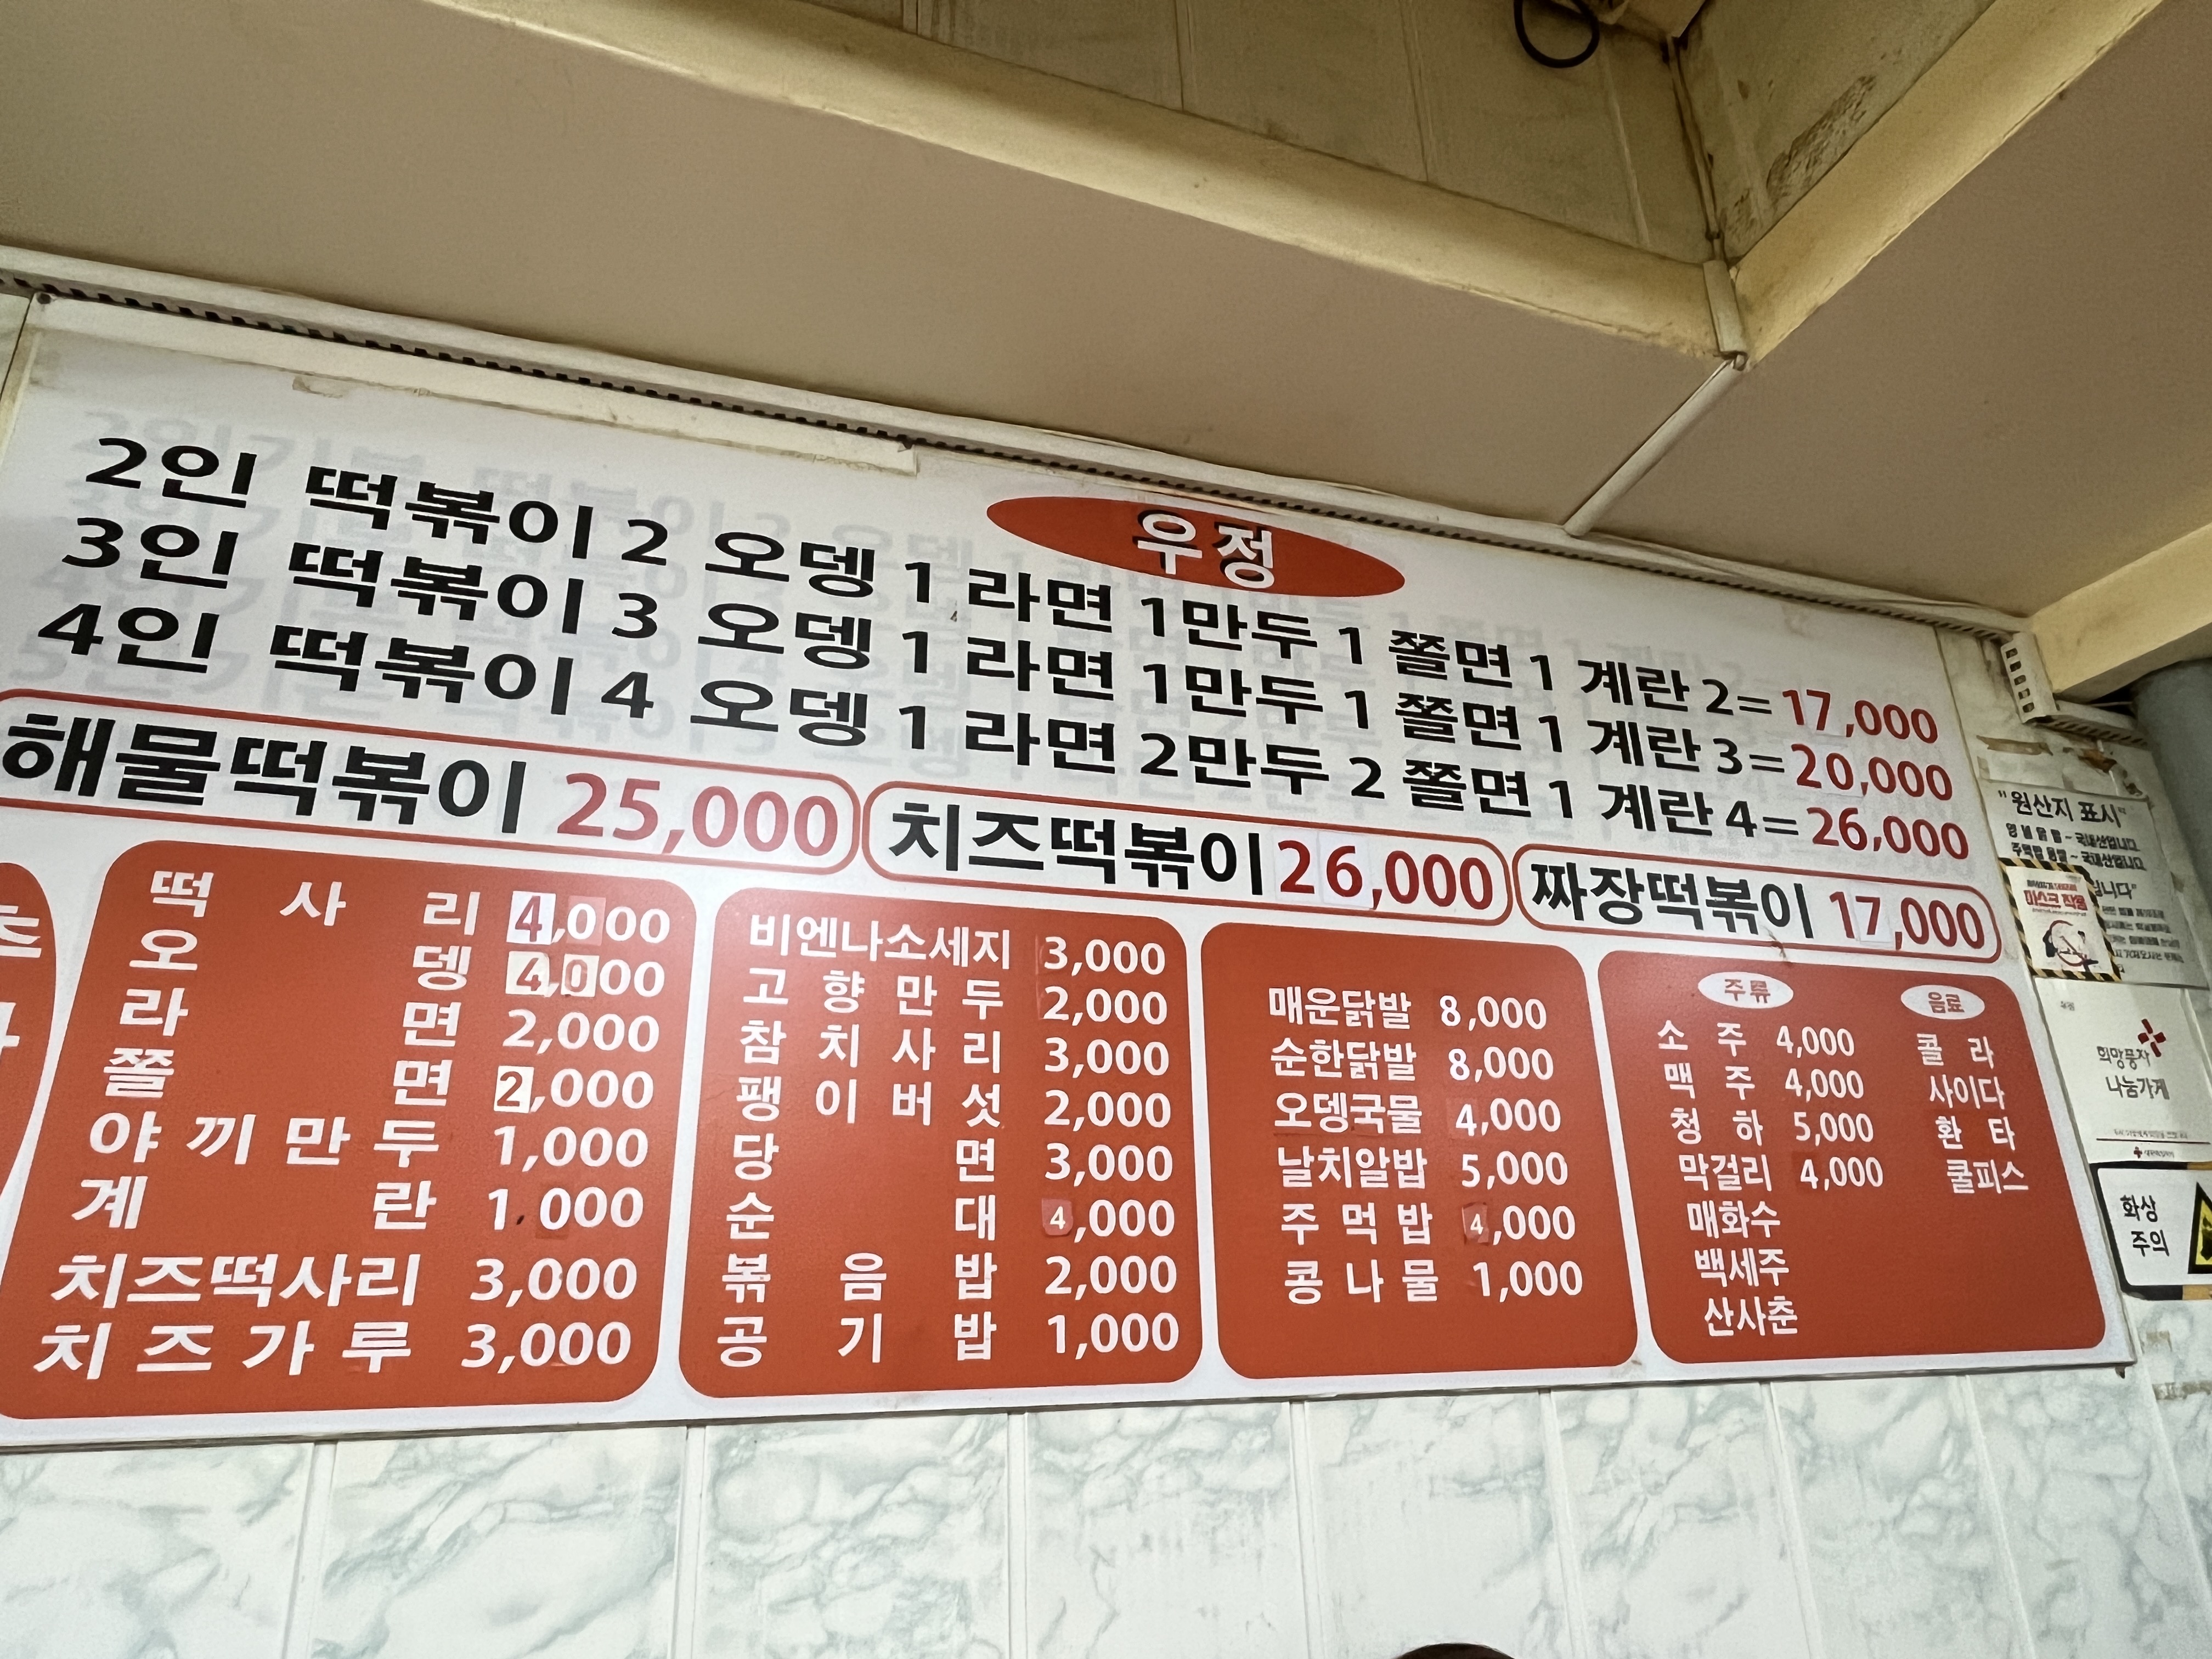 우정
2인 떡볶이 2 오뎅 1 라면 1만두 1 쫄면 1 계란 2= 17,000
3인 떡볶이 3 오뎅 1 라면 1만두 1 쫄면 1 계란 3= 20,000
4인 떡볶이 4 오뎅 1 라면 2만두 2 쫄면 1 계란 4= 26,000
해물떡볶이 25,000
치즈떡볶이 26,000
짜장떡볶이 17,000
떡사리 4,000
오뎅 4,000
라면 2,000
쫄면 2,000
야끼만두 1,000
계란 1,000
치즈떡사리 3,000
치즈가루 3,000
비엔나소세지 3,000
고향만두 2,000
참치사리 3,000
팽이버섯 2,000
당면 3,000
순대 4,000
볶음밥 2,000
공기밥 1,000
매운닭발 8,000
순한닭발 8,000
오뎅국물 4,000
날치알밥 5,000
주먹밥 4,000
콩나물 1,000
주류
소주 4,000
맥주 4,000
청하 5,000
막걸리 4,000
매화수
백세주
산사춘
음료
콜라
사이다
환타
쿨피스
"원산지 표시"
마스크 착용
희망풍차
나눔가게
화상
주의